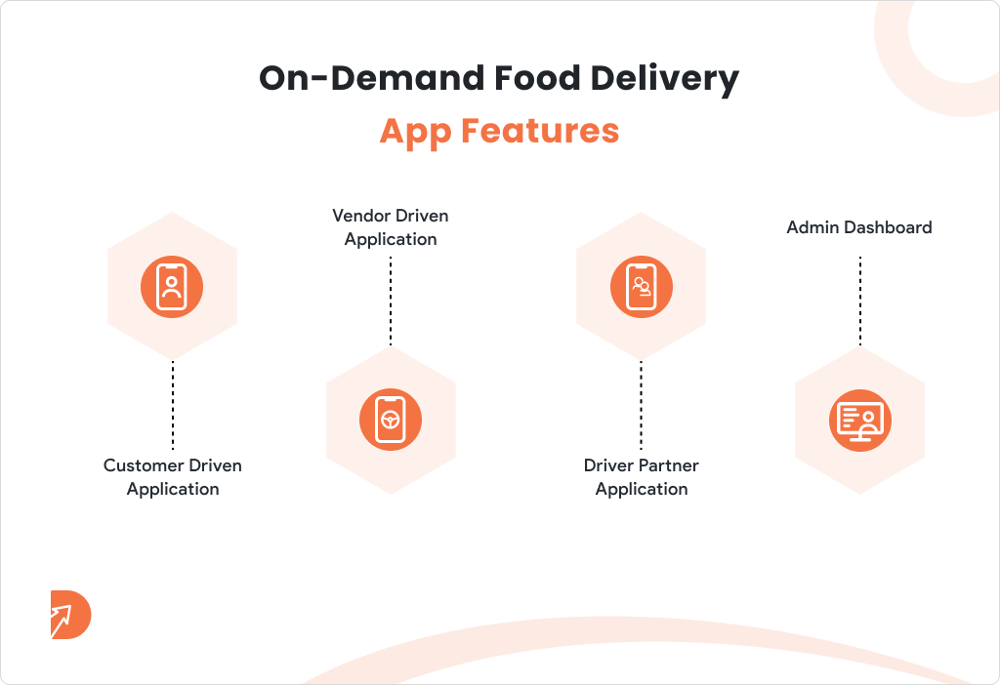 On-Demand Food Delivery
App Features
Vendor Driven
Application
Admin Dashboard
Customer Driven
Application
Driver Partner
Application